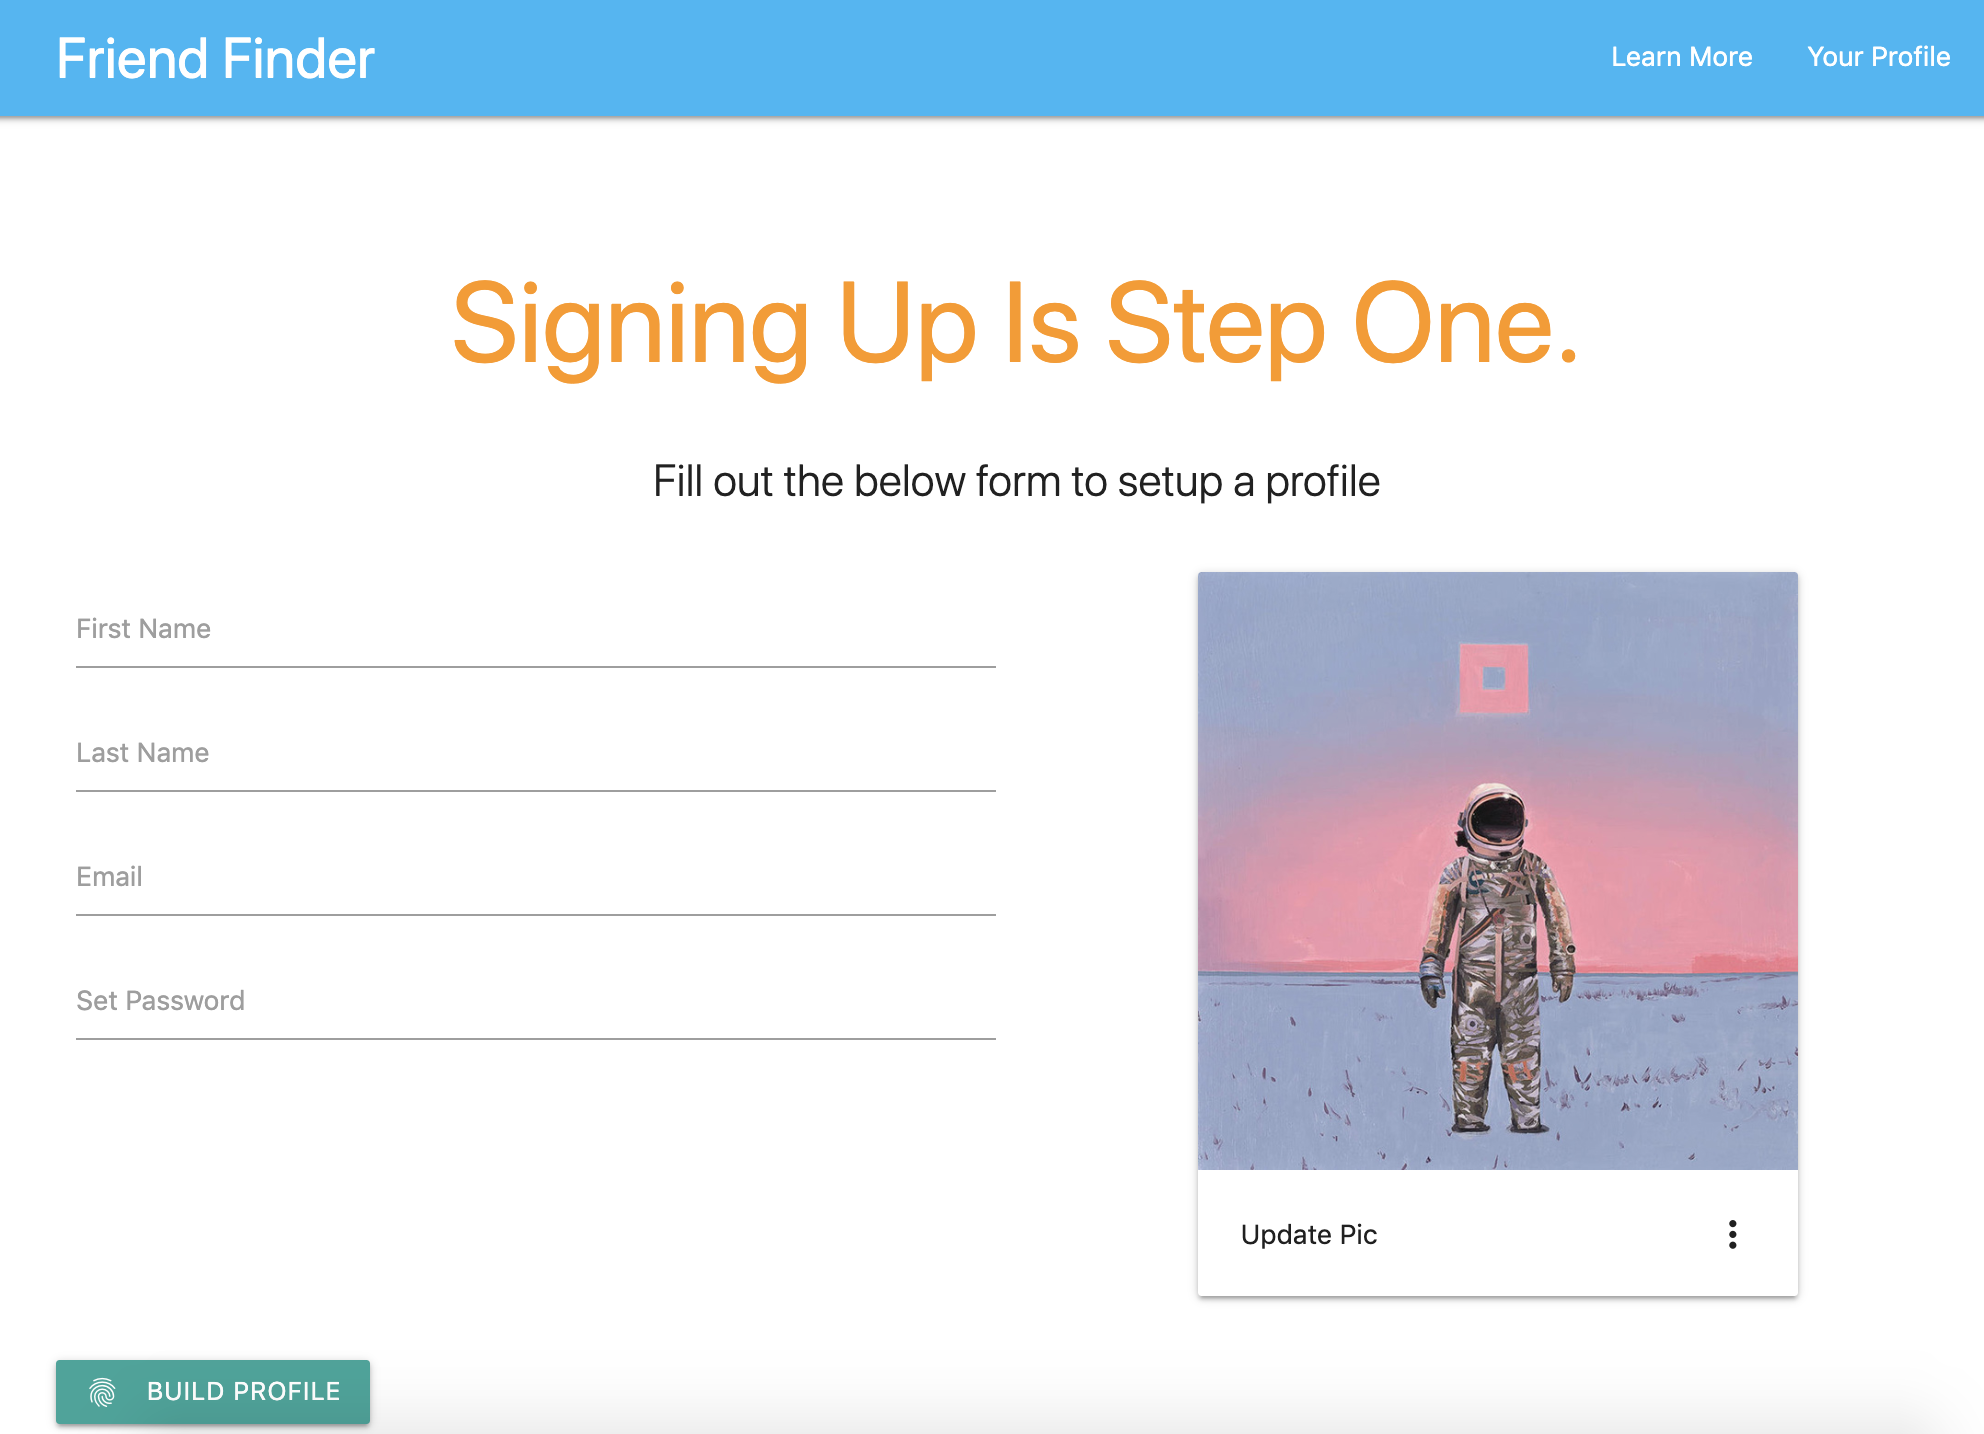 Friend Finder
Learn More
Your Profile
Signing Up Is Step One.
Fill out the below form to setup a profile
First Name
Last Name
Email
Set Password
Update Pic
BUILD PROFILE